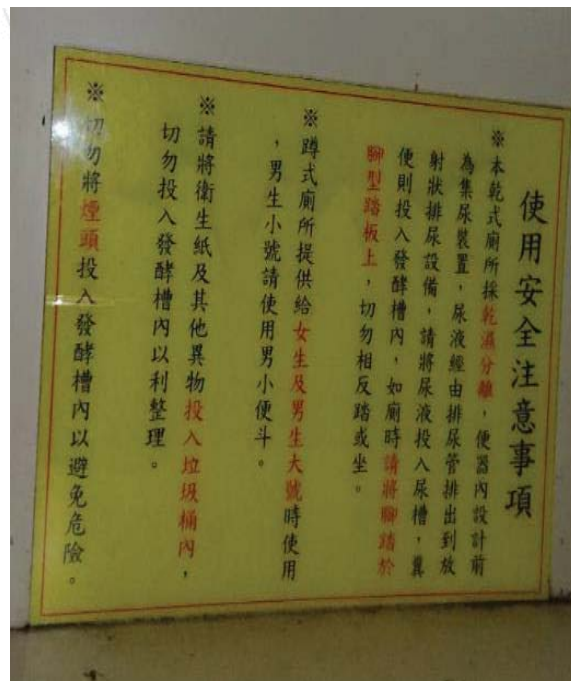 使用安全注意事項
※本乾式廁所採乾濕分離，便器內設計前
為集尿裝置，尿液經由排尿管排出到放
射狀排尿設備，請將尿液投入尿槽，糞
便則投入發酵槽內，如廁時請將腳踏於
腳型踏板上，切勿相反踏或坐。
※蹲式廁所提供給女生及男生大號時使用
，男生小號請使用男小便斗。
※請將衛生紙及其他異物投入垃圾桶內，
切勿投入發酵槽內以利整理。
※切勿將煙頭投入發酵槽內以避免危險。